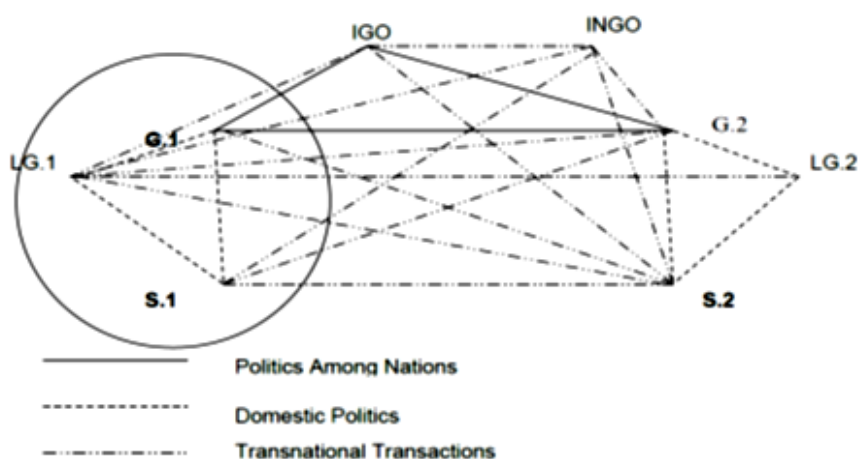 IGO
INGO
G.1
G.2
LG.1
LG.2
S.1
S.2
Politics Among Nations
Domestic Politics
Transnational Transactions